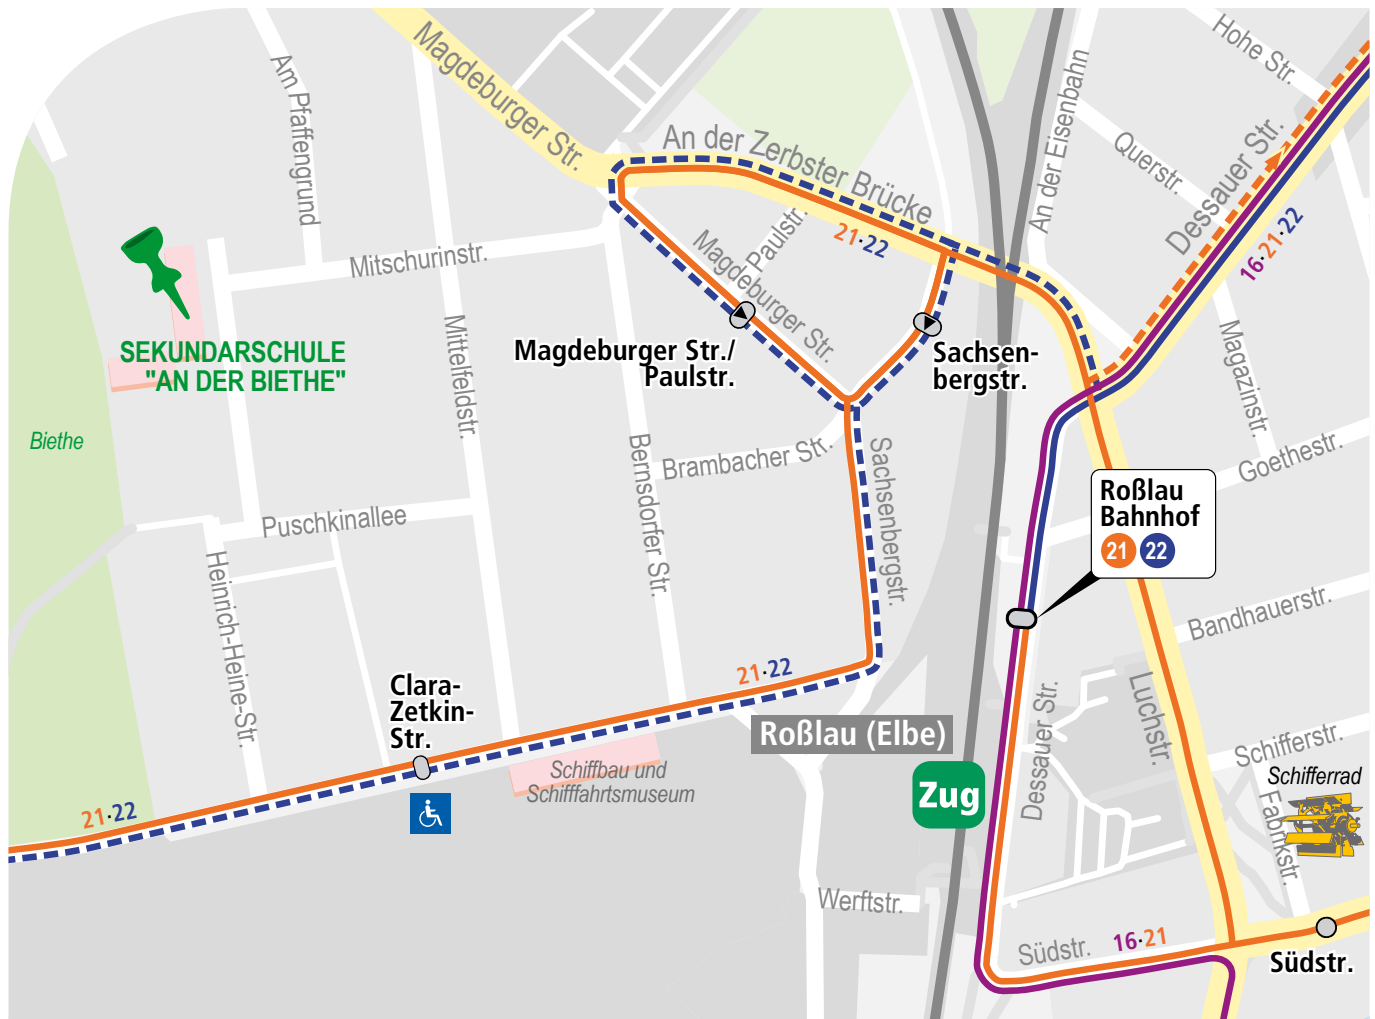 Magdeburger Str.
An der Zerbster Brücke
Am Pfaffengrund
Hohe Str.
An der Eisenbahn
Querstr.
Dessauer Str.
16·21·22
21·22
Paulstr.
Magdeburger Str.
Mitschurinstr.
Mittelfeldstr.
SEKUNDARSCHULE
"AN DER BIETHE"
Magdeburger Str./
Paulstr.
Sachsen-
bergstr.
Magazinstr.
Goethestr.
Biethe
Bernsdorfer Str.
Brambacher Str.
Sachsenbergstr.
Puschkinallee
Heinrich-Heine-Str.
Roßlau
Bahnhof
21 22
Bandhauerstr.
Clara-
Zetkin-
Str.
21·22
Roßlau (Elbe)
Dessauer Str.
Luchstr.
Schifferstr.
Schifferrad
Fabrikstr.
Schiffbau und
Schifffahrtsmuseum
Zug
21·22
Werftstr.
Südstr.
16·21
Südstr.